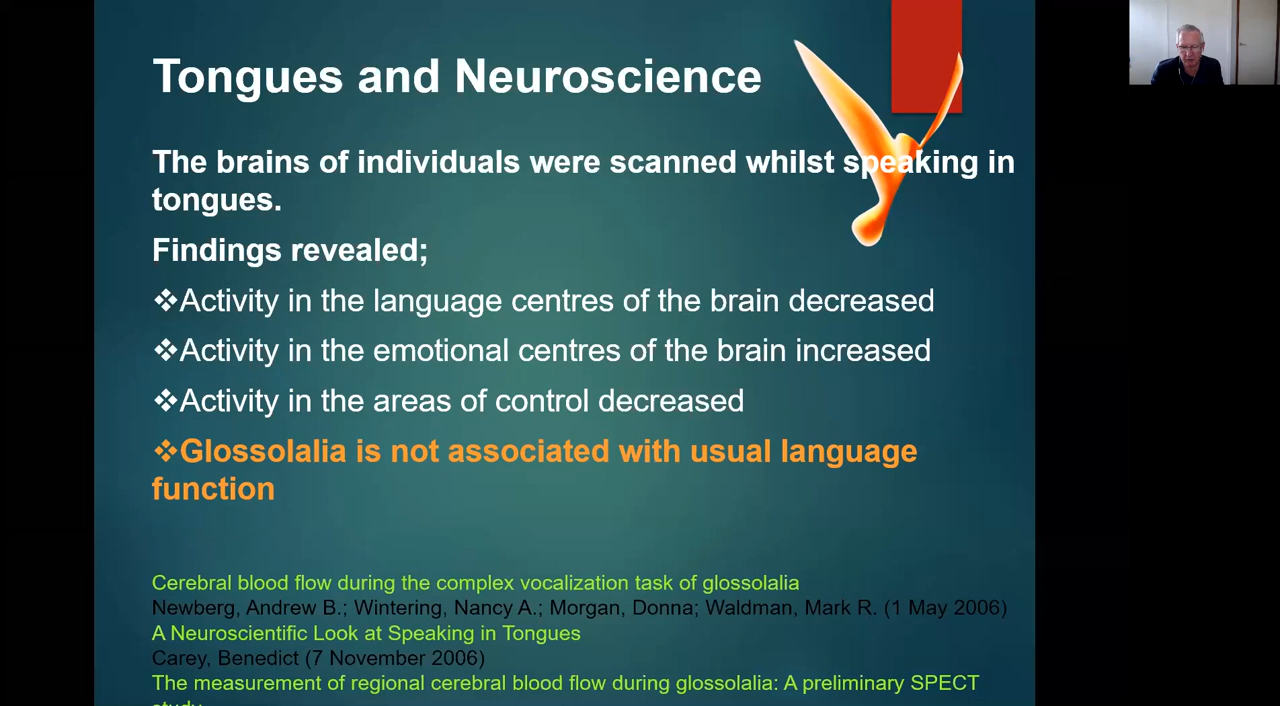 Tongues and Neuroscience
The brains of individuals were scanned whilst speaking in
tongues.
Findings revealed;
❖Activity in the language centres of the brain decreased
❖Activity in the emotional centres of the brain increased
❖Activity in the areas of control decreased
❖Glossolalia is not associated with usual language
function
Cerebral blood flow during the complex vocalization task of glossolalia
Newberg, Andrew B.; Wintering, Nancy A.; Morgan, Donna; Waldman, Mark R. (1 May 2006)
A Neuroscientific Look at Speaking in Tongues
Carey, Benedict (7 November 2006)
The measurement of regional cerebral blood flow during glossolalia: A preliminary SPECT